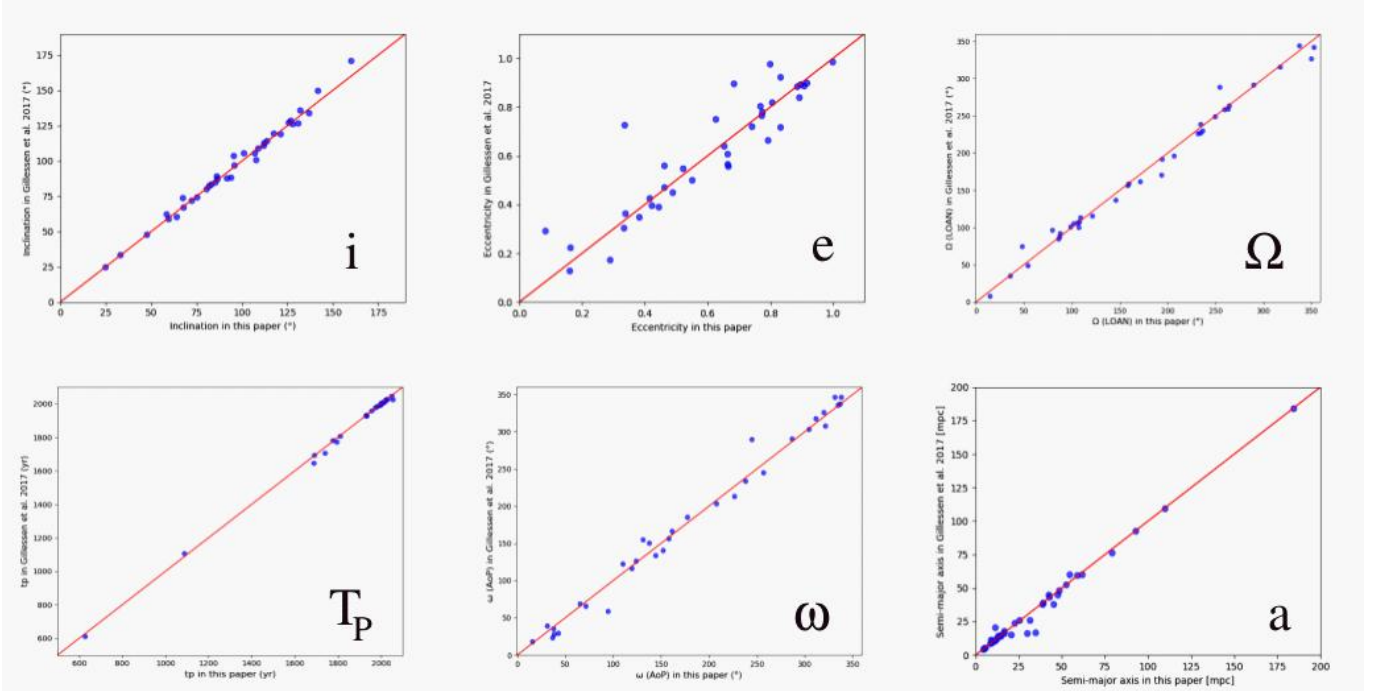 Inclination in Gillessen et al. 2017 (°)
175
150
125
100
75
50
25
0
i
0 25 50 75 100 125 150 175
Inclination in this paper (°)
Eccentricity in Gillessen et al. 2017
1.0
0.8
0.6
0.4
0.2
0.0
e
0.0 0.2 0.4 0.6 0.8 1.0
Eccentricity in this paper
Ω (LOAN) in Gillessen et al. 2017 (°)
350
300
250
200
150
100
50
0
Ω
0 50 100 150 200 250 300 350
Ω (LOAN) in this paper (°)
tp in Gillessen et al. 2017 (yr)
2000
1800
1600
1400
1200
1000
800
600
TP
600 800 1000 1200 1400 1600 1800 2000
tp in this paper (yr)
ω (AoP) in Gillessen et al. 2017 (°)
350
300
250
200
150
100
50
0
ω
0 50 100 150 200 250 300 350
ω (AoP) in this paper (°)
Semi-major axis in Gillessen et al. 2017 [mpc]
200
175
150
125
100
75
50
25
0
a
0 25 50 75 100 125 150 175 200
Semi-major axis in this paper [mpc]